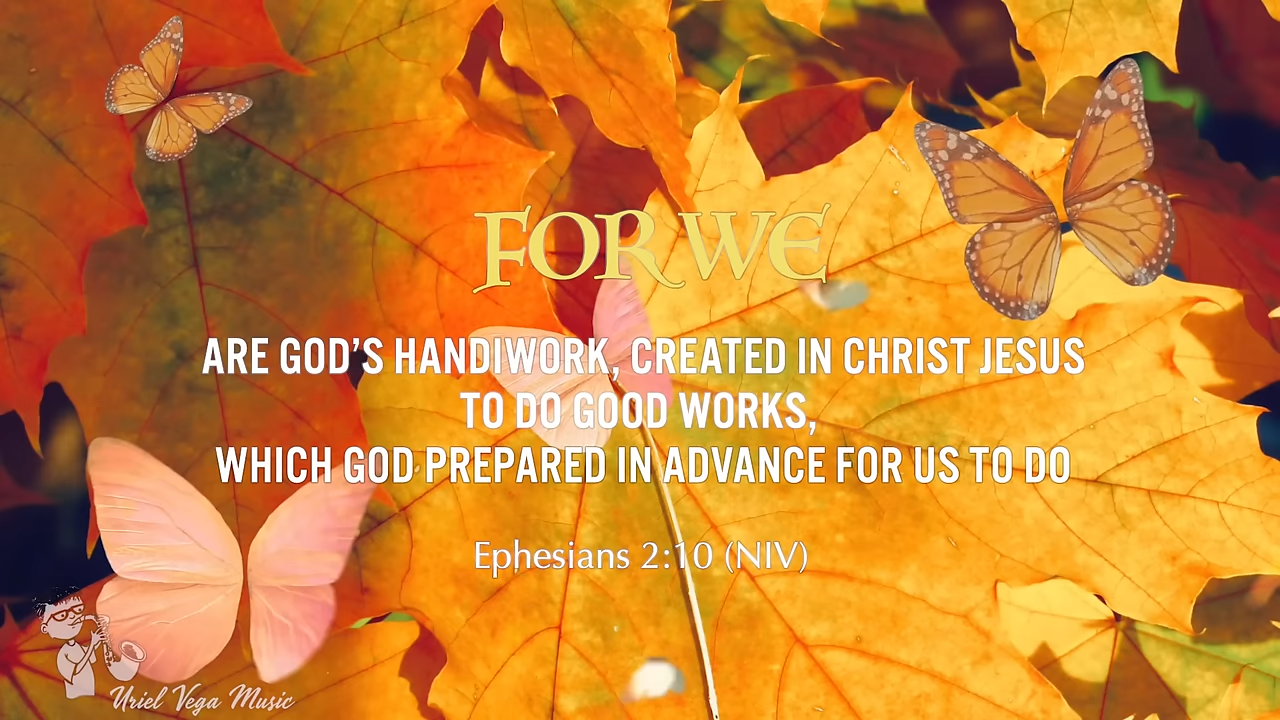 FOR WE
ARE GOD’S HANDIWORK, CREATED IN CHRIST JESUS
TO DO GOOD WORKS,
WHICH GOD PREPARED IN ADVANCE FOR US TO DO
Ephesians 2:10 (NIV)
Uriel Vega Music